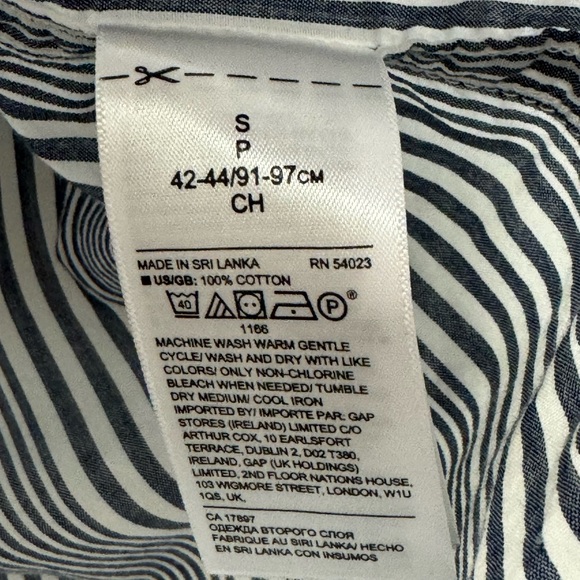 S
P
42-44/91-97CM
CH
MADE IN SRI LANKA RN 54023
US/GB: 100% COTTON
40 P ®
1166
MACHINE WASH WARM GENTLE
CYCLE/ WASH AND DRY WITH LIKE
COLORS/ ONLY NON-CHLORINE
BLEACH WHEN NEEDED/ TUMBLE
DRY MEDIUM/ COOL IRON
IMPORTED BY/ IMPORTE PAR: GAP
STORES (IRELAND) LIMITED C/O
ARTHUR COX, 10 EARLSFORT
TERRACE, DUBLIN 2, D02 T380,
IRELAND, GAP (UK HOLDINGS)
LIMITED, 2ND FLOOR NATIONS HOUSE,
103 WIGMORE STREET, LONDON, W1U
1QS, UK.
CA 17897
ОДЕЖДА ВТОРОГО СЛОЯ
FABRIQUE AU SIRI LANKA/ HECHO
EN SRI LANKA CON INSUMOS